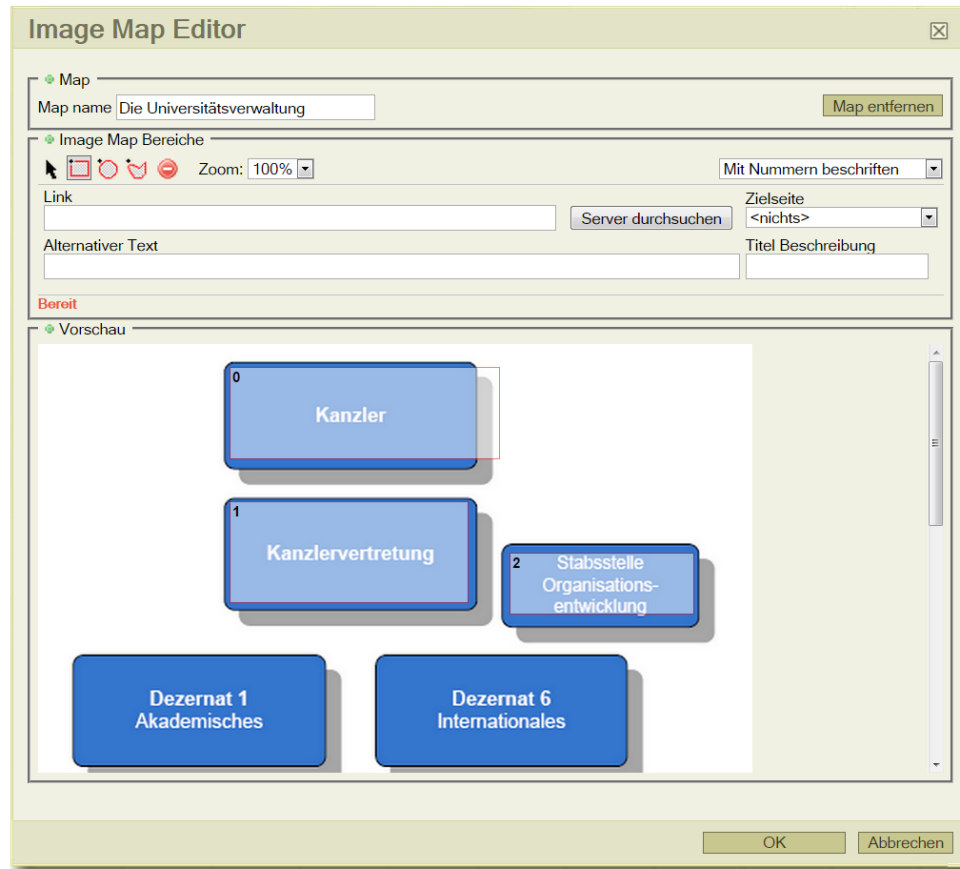 Image Map Editor
Map
Map name Die Universitätsverwaltung Map entfernen
Image Map Bereiche
Zoom: 100% Mit Nummern beschriften
Link Zielseite
Server durchsuchen <nichts>
Alternativer Text Titel Beschreibung
Bereit
Vorschau
0
Kanzler
1
Kanzlervertretung
2 Stabsstelle
Organisations-
entwicklung
Dezernat 1
Akademisches
Dezernat 6
Internationales
OK Abbrechen